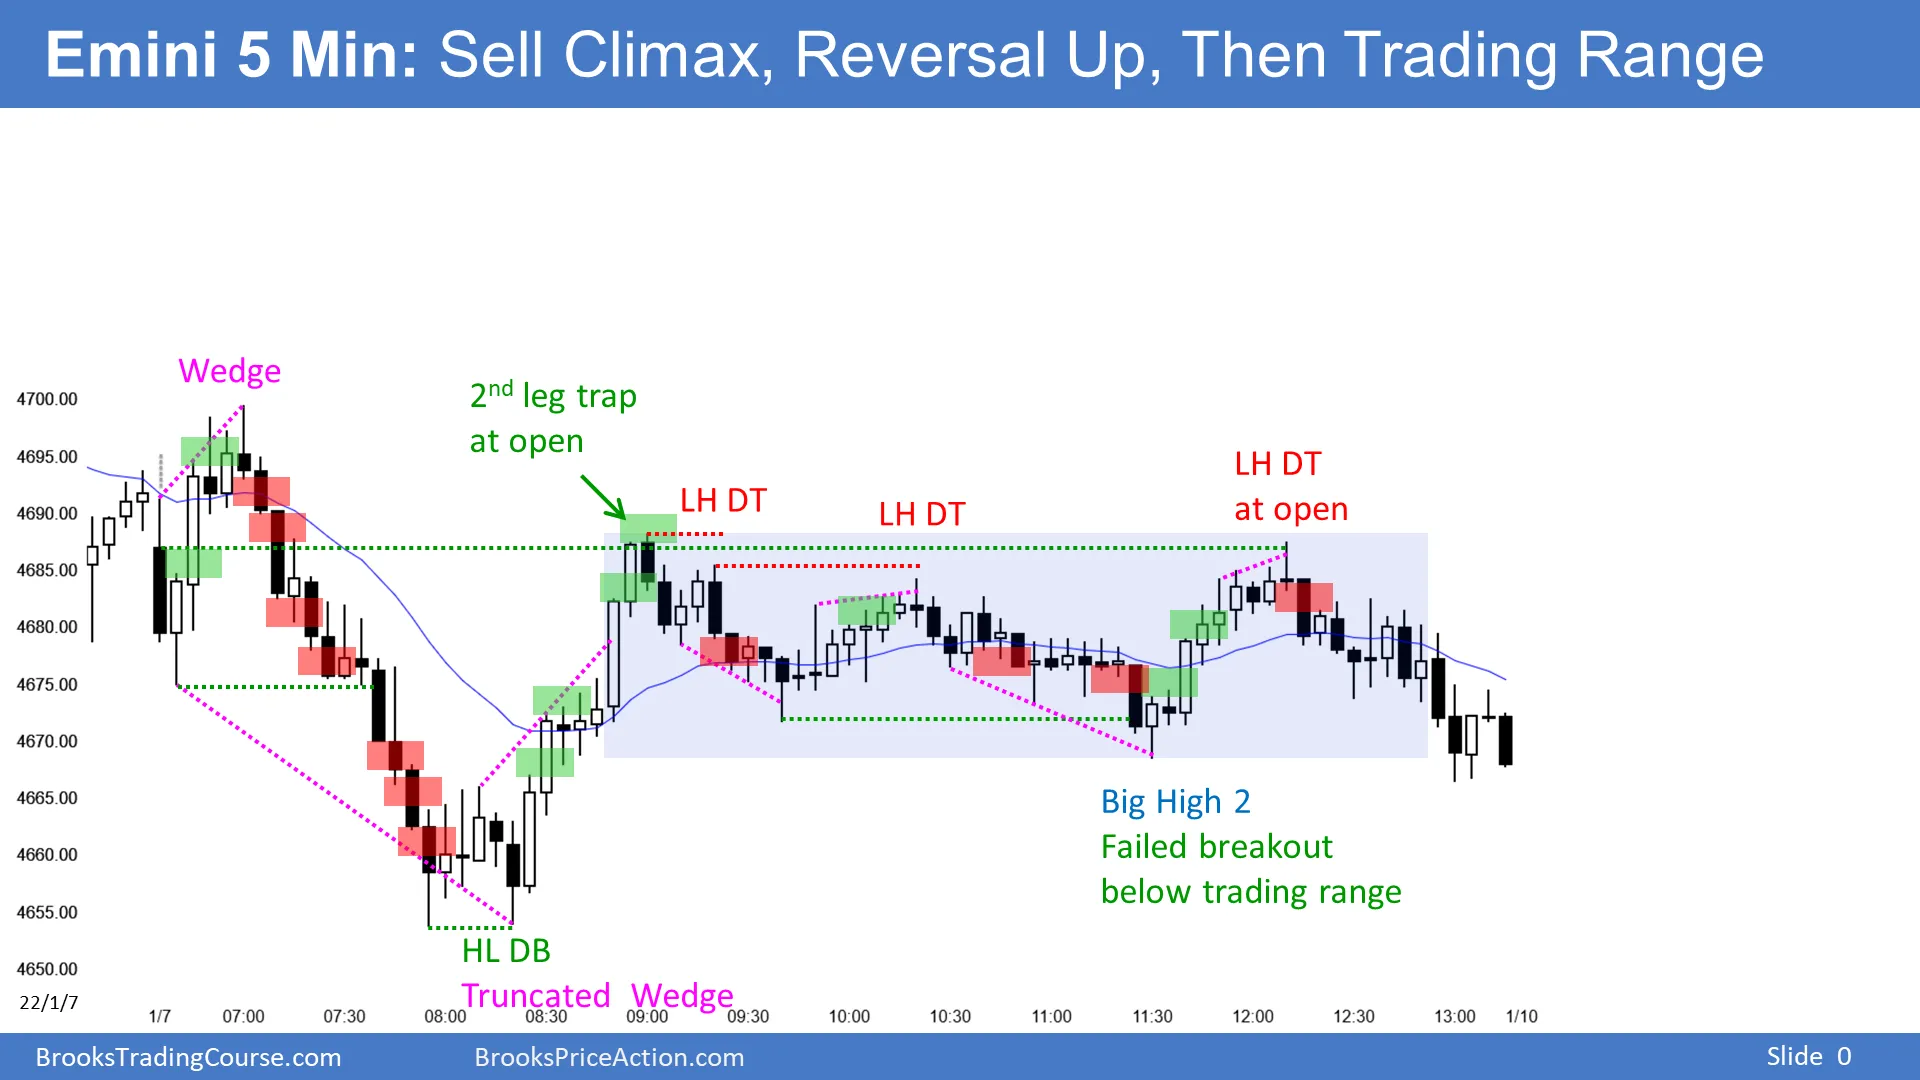 Emini 5 Min: Sell Climax, Reversal Up, Then Trading Range
Wedge
2nd leg trap
at open
LH DT
LH DT
LH DT
at open
4700.00
4695.00
4690.00
4685.00
4680.00
4675.00
4670.00
4665.00
4660.00
4655.00
4650.00
Big High 2
Failed breakout
below trading range
HL DB
Truncated Wedge
22/1/7
1/7 07:00 07:30 08:00 08:30 09:00 09:30 10:00 10:30 11:00 11:30 12:00 12:30 13:00 1/10
BrooksTradingCourse.com BrooksPriceAction.com Slide 0